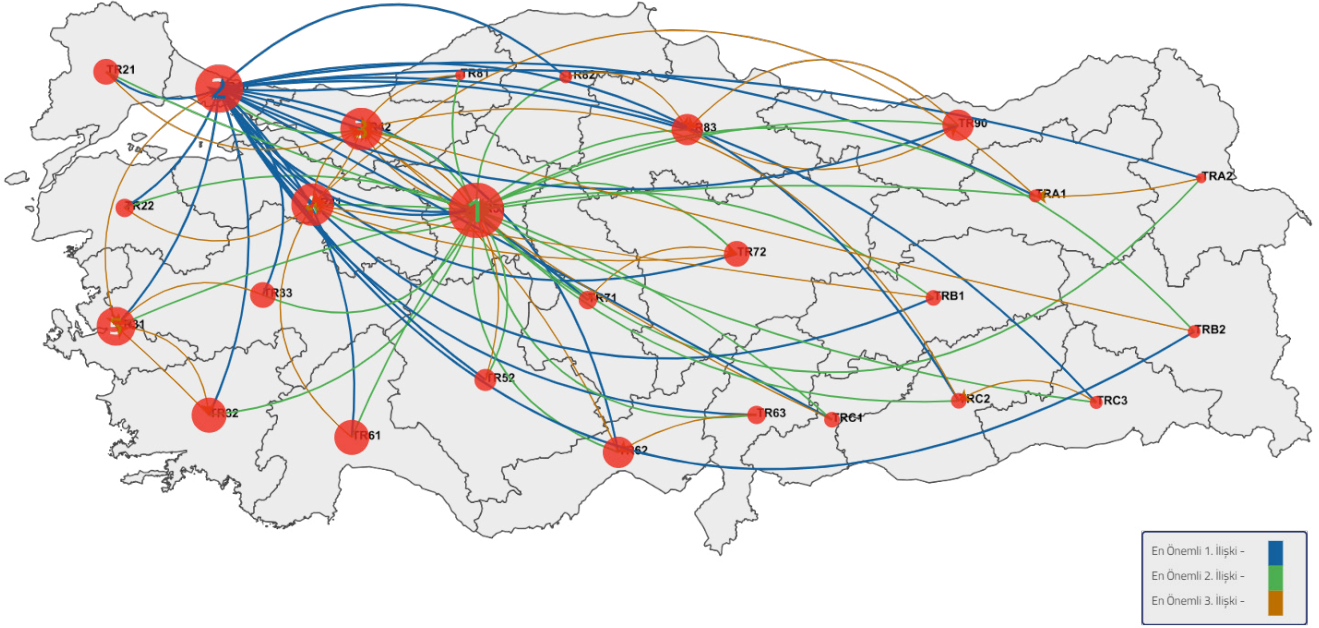 TR21
2
TR81
TR82
3
TR42
TR83
TR90
TRA2
TRA1
TR22
1
TR72
TR33
TR71
TRB1
TR31
TRB2
TR52
TR32
TR63
TRC1
TRC2
TRC3
TR61
TR62
En Önemli 1. İlişki -
En Önemli 2. İlişki -
En Önemli 3. İlişki -